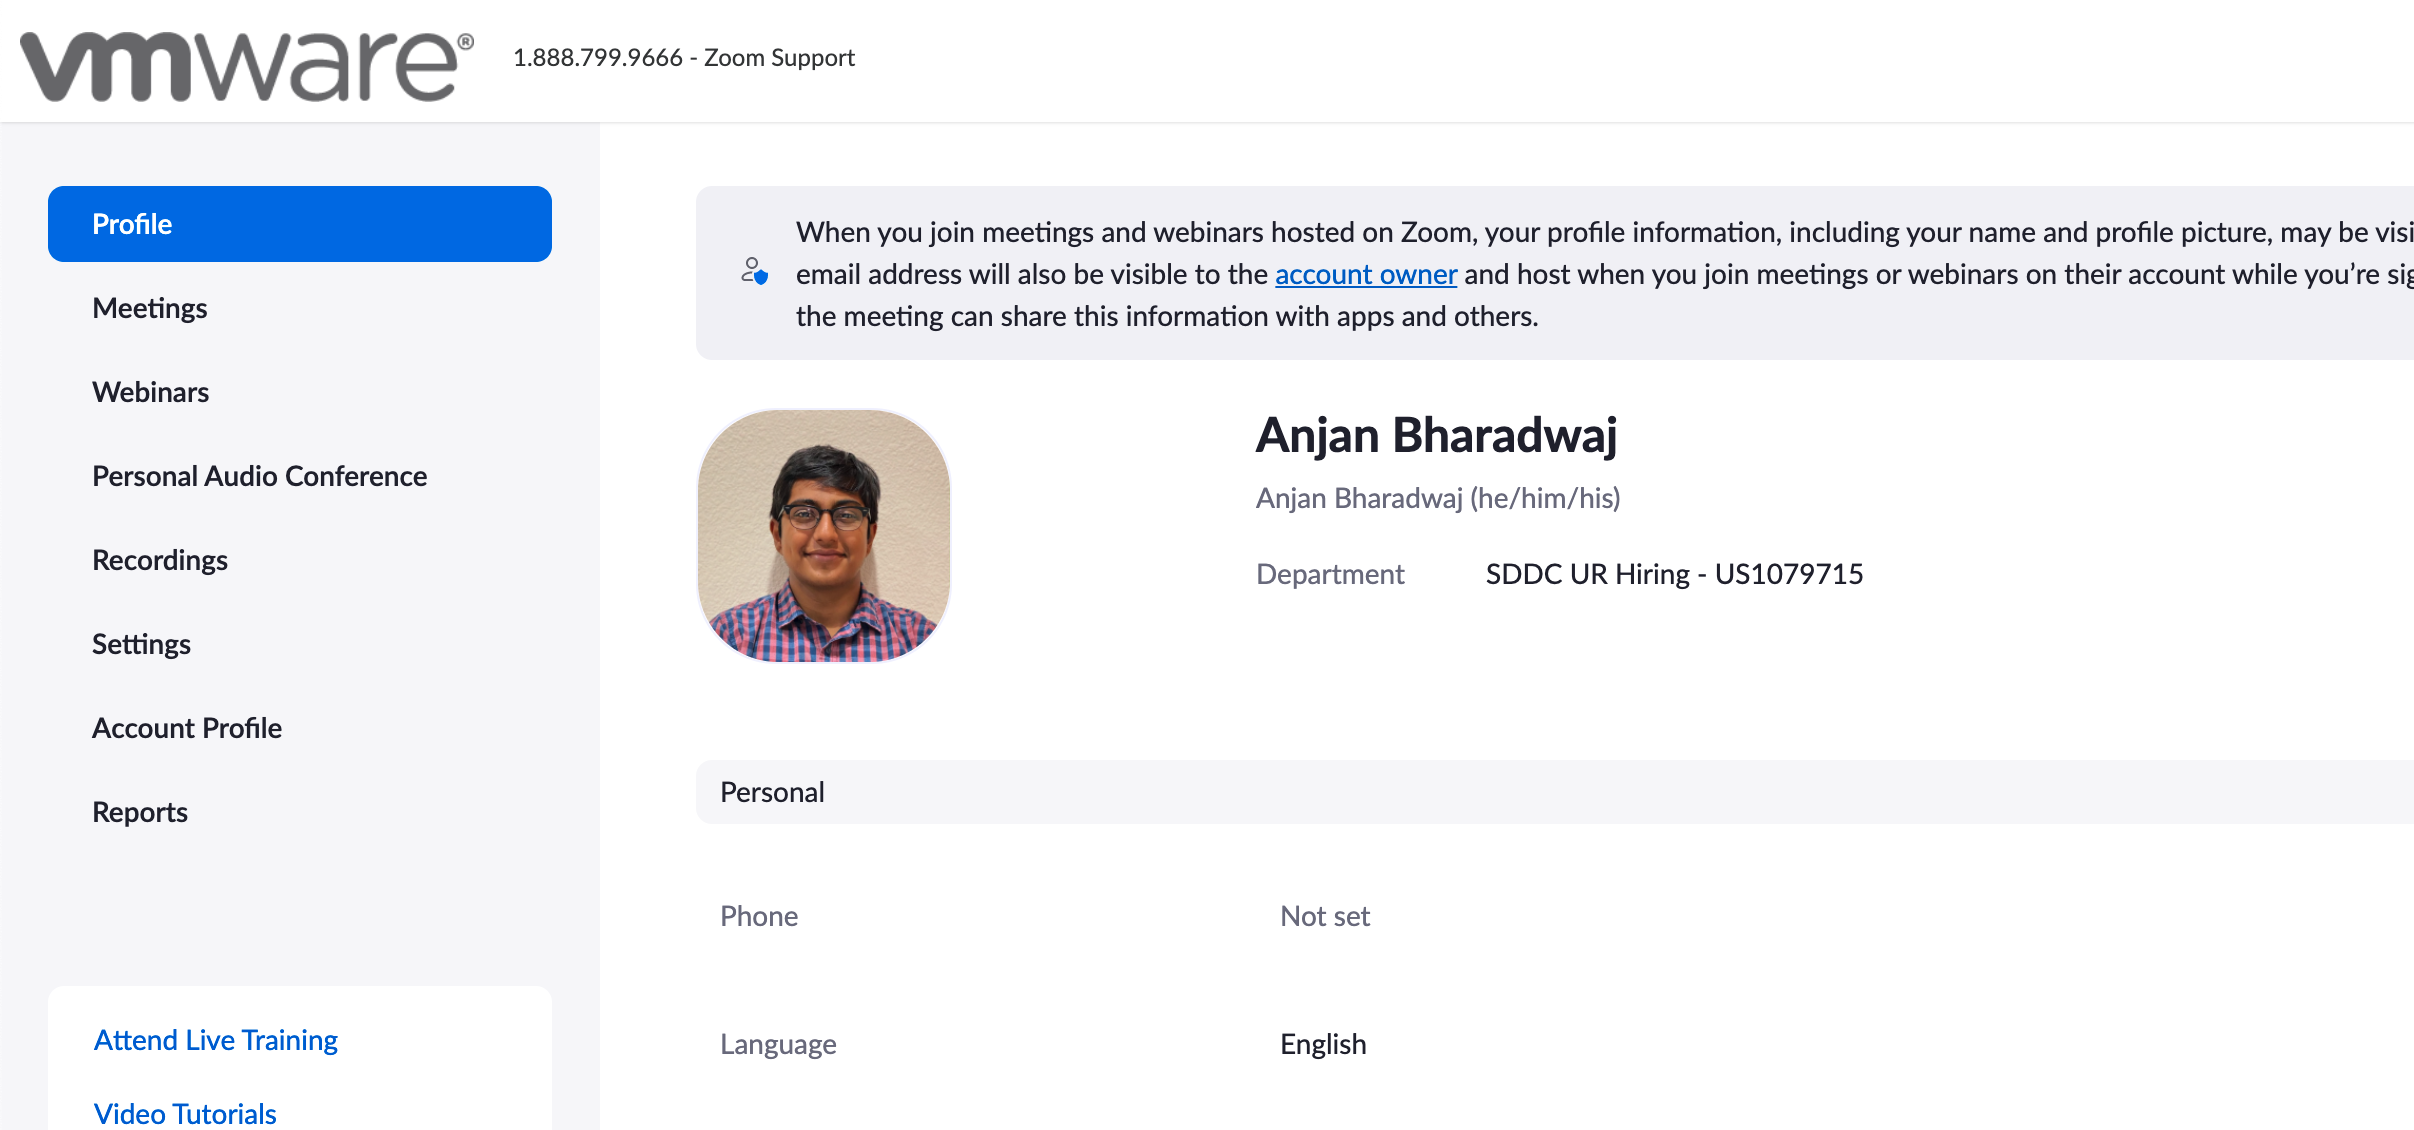 vmware®
1.888.799.9666 - Zoom Support
Profile
Meetings
Webinars
Personal Audio Conference
Recordings
Settings
Account Profile
Reports
Attend Live Training
Video Tutorials
When you join meetings and webinars hosted on Zoom, your profile information, including your name and profile picture, may be
email address will also be visible to the account owner and host when you join meetings or webinars on their account while you’re
the meeting can share this information with apps and others.
Anjan Bharadwaj
Anjan Bharadwaj (he/him/his)
Department SDDC UR Hiring - US1079715
Personal
Phone Not set
Language English